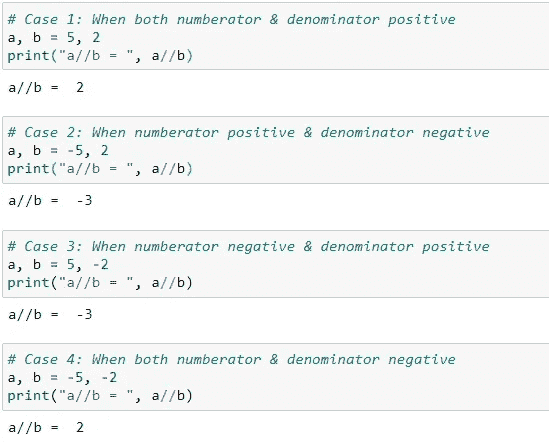 # Case 1: When both numberator & denominator positive
a, b = 5, 2
print("a//b = ", a//b)
a//b =  2
# Case 2: When numberator positive & denominator negative
a, b = -5, 2
print("a//b = ", a//b)
a//b =  -3
# Case 3: When numberator negative & denominator positive
a, b = 5, -2
print("a//b = ", a//b)
a//b =  -3
# Case 4: When both numberator & denominator negative
a, b = -5, -2
print("a//b = ", a//b)
a//b =  2